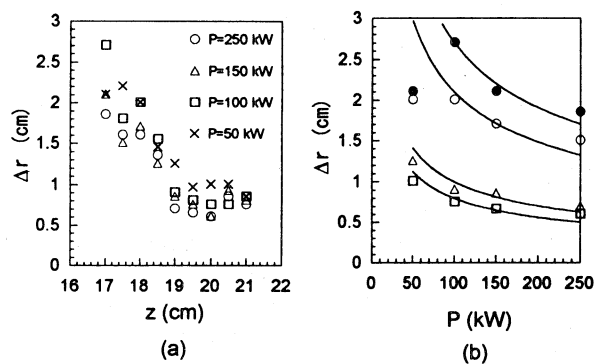 3
2.5
2
1.5
1
0.5
0
Δr (cm)
P=250 kW
P=150 kW
P=100 kW
P=50 kW
16 17 18 19 20 21 22
z (cm)
(a)
3
2.5
2
1.5
1
0.5
0
Δr (cm)
0 50 100 150 200 250
P (kW)
(b)